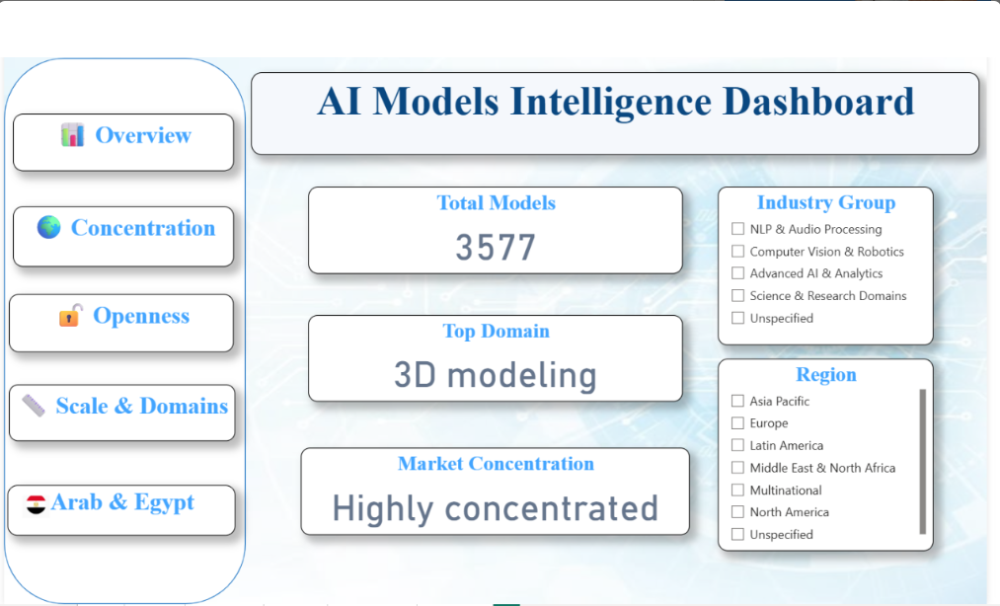 AI Models Intelligence Dashboard
Overview
Concentration
Openness
Scale & Domains
Arab & Egypt
Total Models
3577
Top Domain
3D modeling
Market Concentration
Highly concentrated
Industry Group
NLP & Audio Processing
Computer Vision & Robotics
Advanced AI & Analytics
Science & Research Domains
Unspecified
Region
Asia Pacific
Europe
Latin America
Middle East & North Africa
Multinational
North America
Unspecified